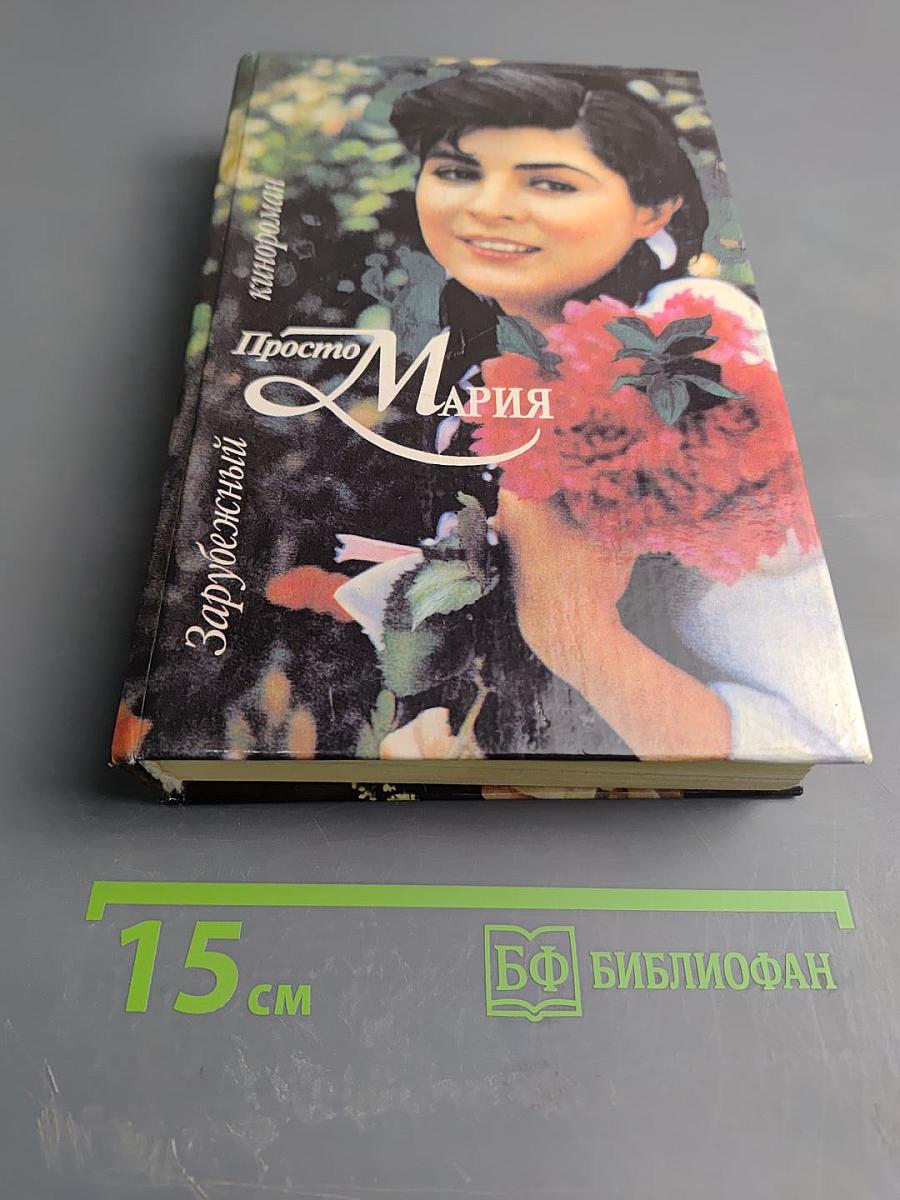 Зарубежный кинороман
Просто
Мария
15 см
БФ БИБЛИОФАН